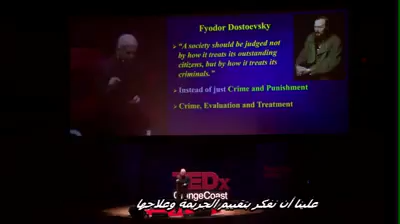 Fyodor Dostoevsky
“A society should be judged not
by how it treats its outstanding
citizens, but by how it treats its
criminals.”
Instead of just Crime and Punishment
Crime, Evaluation and Treatment
TEDx
OrangeCoast
علينا أن نفكر بتقييم الجريمة وعلاجها